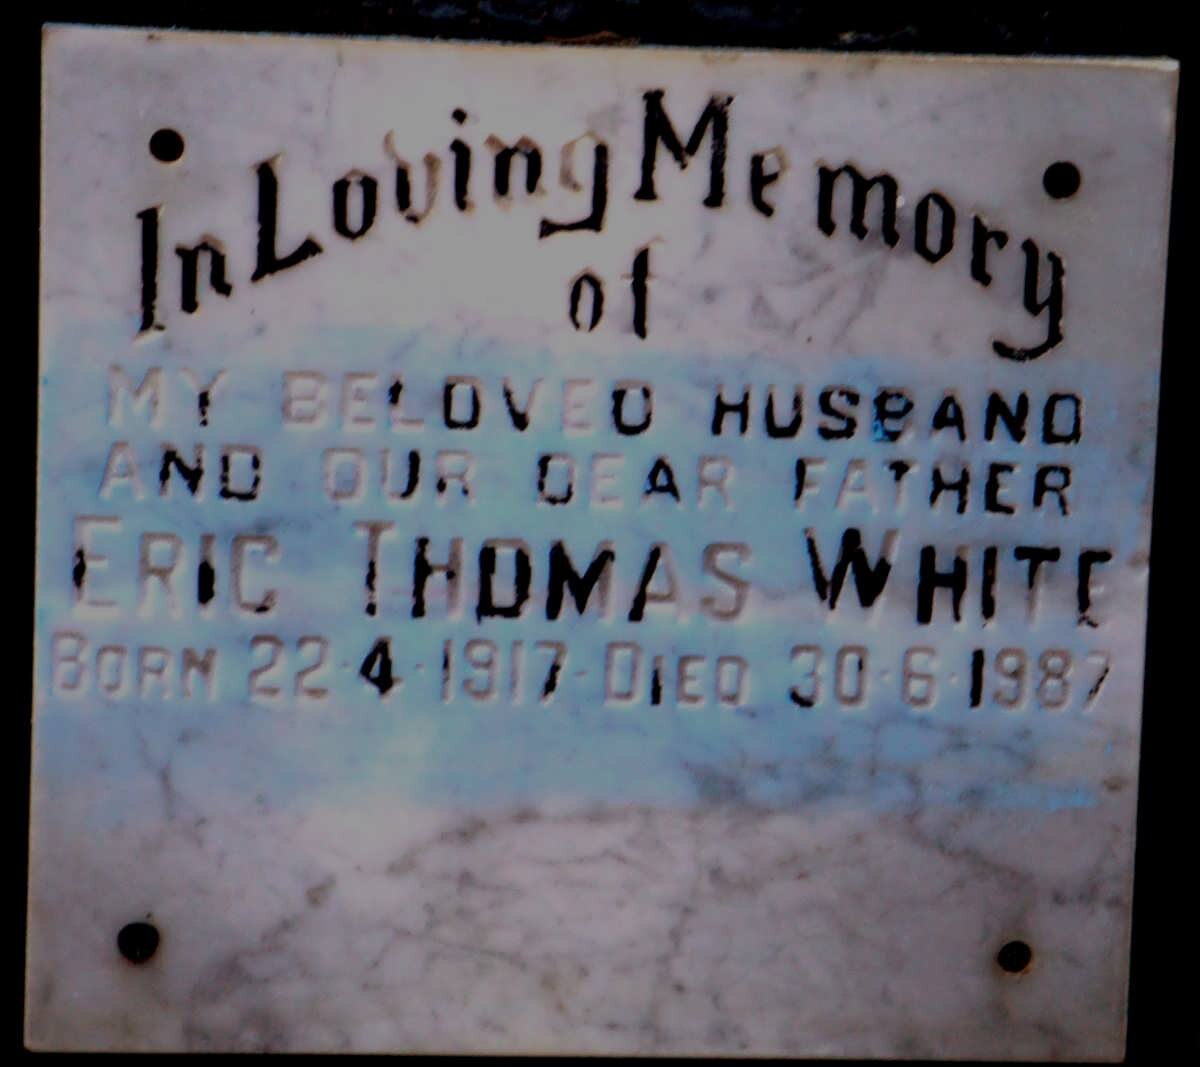 In Loving Memory
of
MY BELOVED HUSBAND
AND OUR DEAR FATHER
ERIC THOMAS WHITE
BORN 22·4·1917-DIED 30·6·1987